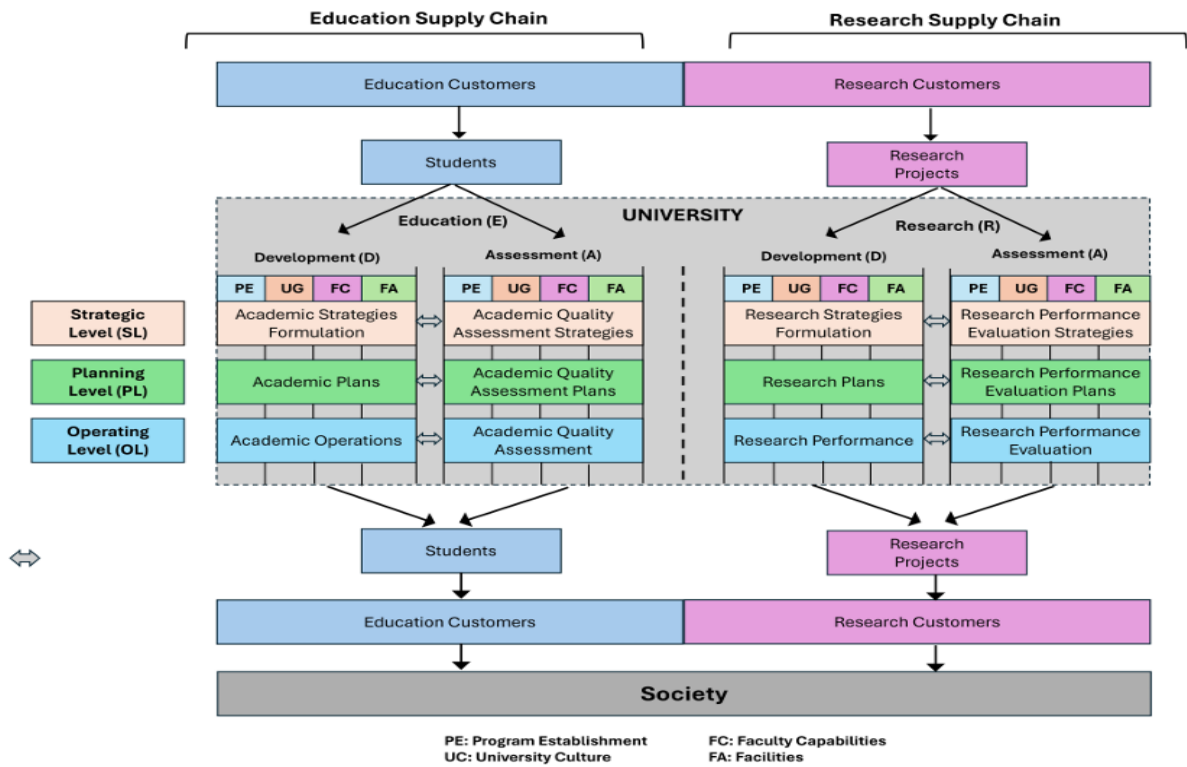 Education Supply Chain
Research Supply Chain
Education Customers
Research Customers
Students
Research
Projects
UNIVERSITY
Education (E)
Research (R)
Development (D)
Assessment (A)
Development (D)
Assessment (A)
PE UG FC FA
PE UG FC FA
PE UG FC FA
PE UG FC FA
Strategic
Level (SL)
Academic Strategies
Formulation
Academic Quality
Assessment Strategies
Research Strategies
Formulation
Research Performance
Evaluation Strategies
Planning
Level (PL)
Academic Plans
Academic Quality
Assessment Plans
Research Plans
Research Performance
Evaluation Plans
Operating
Level (OL)
Academic Operations
Academic Quality
Assessment
Research Performance
Research Performance
Evaluation
Students
Research
Projects
Education Customers
Research Customers
Society
PE: Program Establishment
FC: Faculty Capabilities
UC: University Culture
FA: Facilities